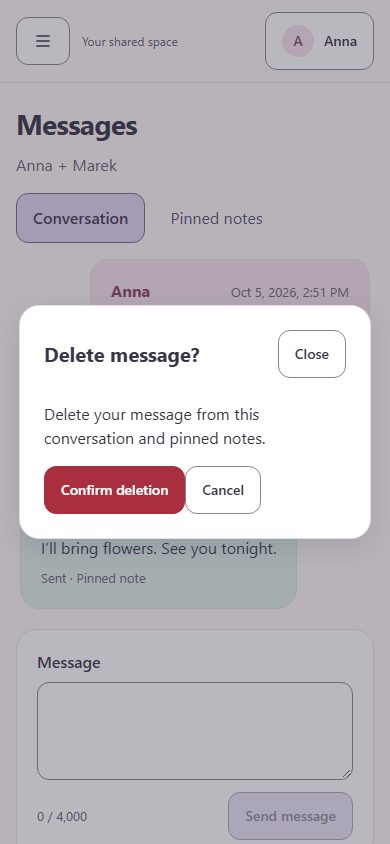 Your shared space
A Anna
Messages
Anna + Marek
Conversation Pinned notes
Anna Oct 5, 2026, 2:51 PM
Delete message? Close
Delete your message from this
conversation and pinned notes.
Confirm deletion Cancel
I'll bring flowers. See you tonight.
Sent · Pinned note
Message
0 / 4,000 Send message